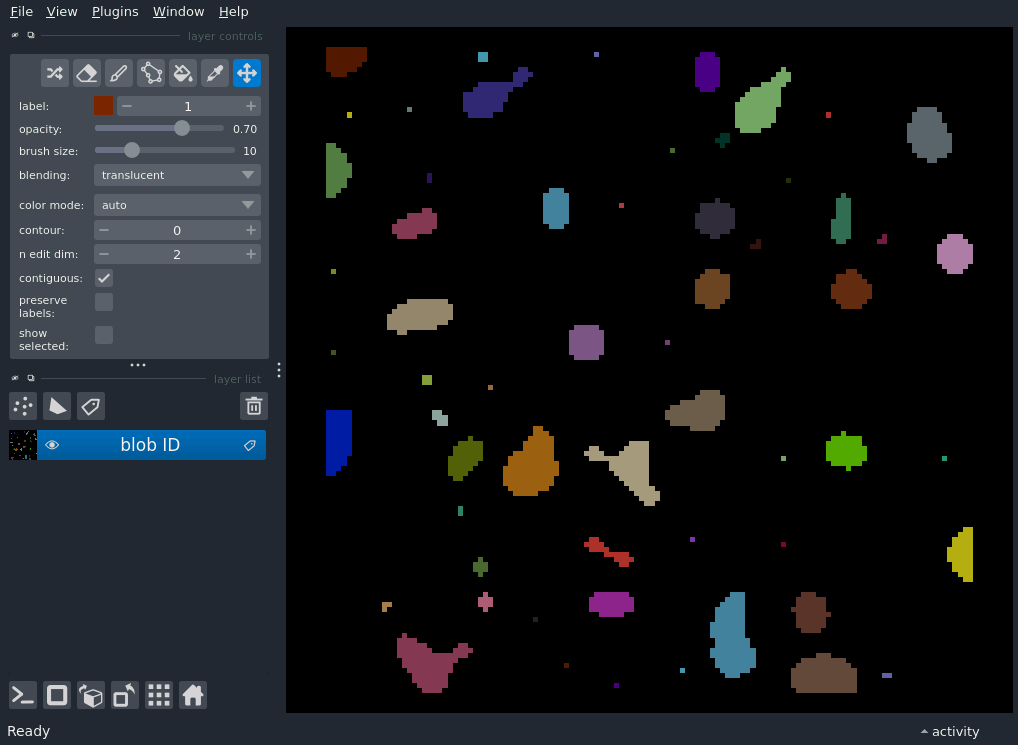 File View Plugins Window Help
layer controls
label: 1
opacity: 0.70
brush size: 10
blending: translucent
color mode: auto
contour: 0
n edit dim: 2
contiguous:
preserve
labels:
show
selected:
layer list
blob ID
Ready
activity